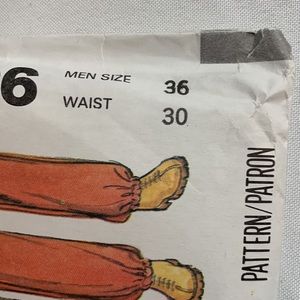 6
MEN SIZE 36
WAIST 30
PATTERN/PATRON